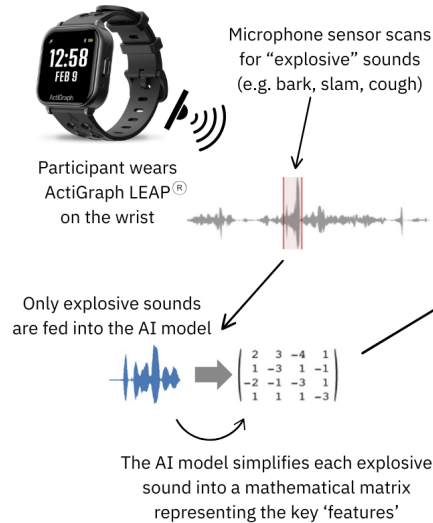 12:58
FEB 9
ActiGraph
Microphone sensor scans
for “explosive” sounds
(e.g. bark, slam, cough)
Participant wears
ActiGraph LEAP®
on the wrist
Only explosive sounds
are fed into the AI model
2 3 -4 1
1 -3 1 -1
-2 -1 -3 1
1 1 1 -3
The AI model simplifies each explosive
sound into a mathematical matrix
representing the key ‘features’